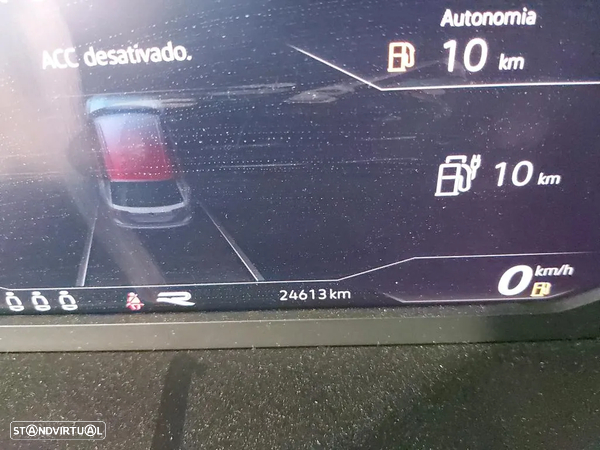 Autonomia
ACC desativado.
10 km
10 km
0 km/h
24613 km
STANDVIRTUAL